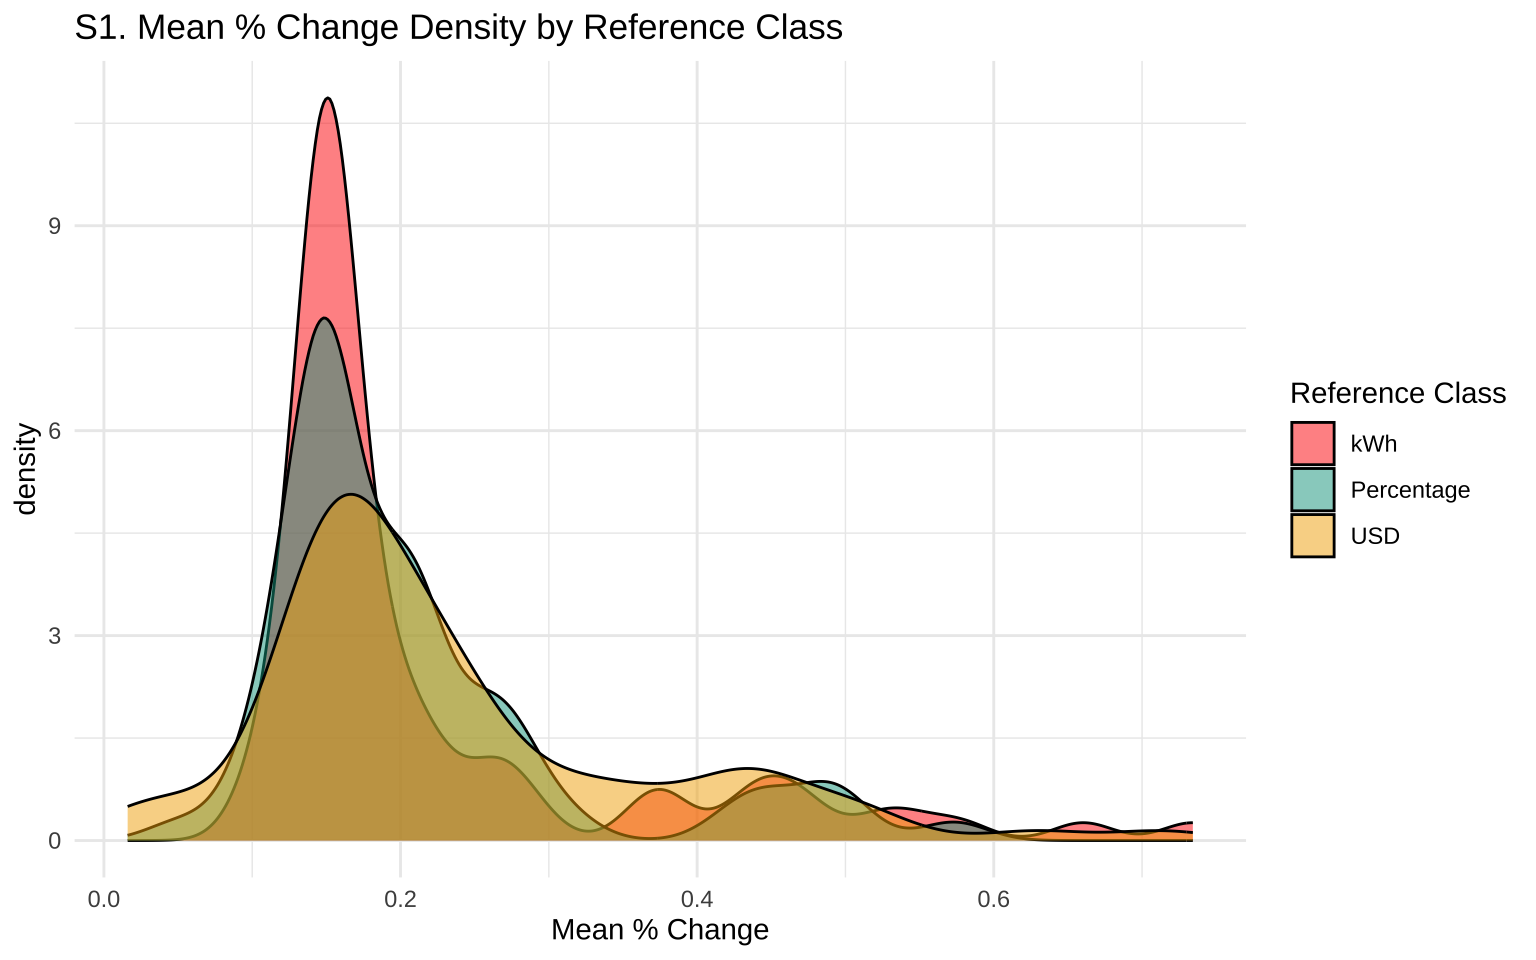 S1. Mean % Change Density by Reference Class
density
9
6
3
0
0.0 0.2 0.4 0.6
Mean % Change
Reference Class
kWh
Percentage
USD